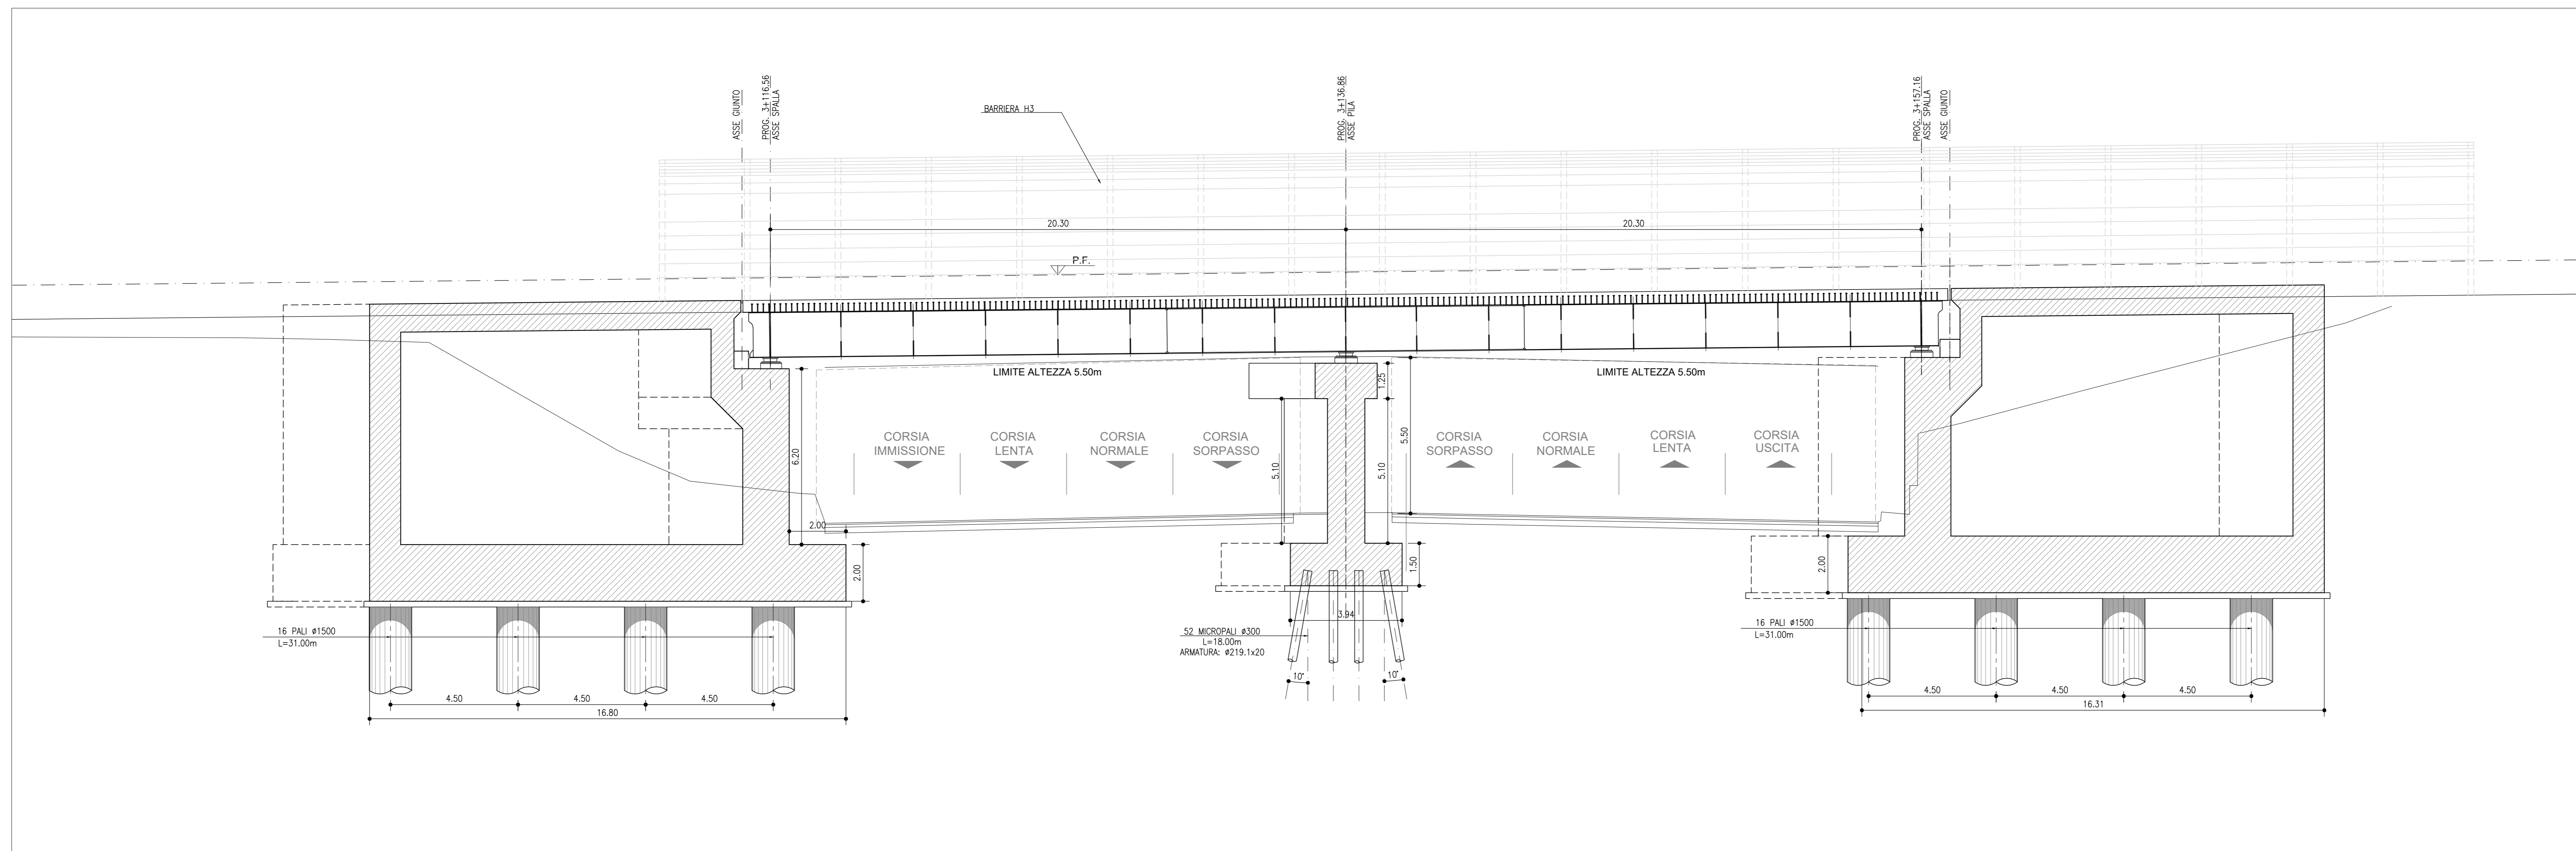 ASSE GIUNTO
PROG. 3+116.56
ASSE SPALLA
PROG. 3+136.86
ASSE PILA
PROG. 3+157.16
ASSE SPALLA
ASSE GIUNTO
BARRIERA H3
20.30
20.30
P.F.
LIMITE ALTEZZA 5.50m
LIMITE ALTEZZA 5.50m
1.25
CORSIA
IMMISSIONE
CORSIA
LENTA
CORSIA
NORMALE
CORSIA
SORPASSO
5.50
CORSIA
SORPASSO
CORSIA
NORMALE
CORSIA
LENTA
CORSIA
USCITA
6.20
5.10
5.10
2.00
2.00
1.50
2.00
3.94
16 PALI ø1500
L=31.00m
52 MICROPALI ø300
L=18.00m
ARMATURA: ø219.1x20
16 PALI ø1500
L=31.00m
10°
10°
4.50
4.50
4.50
16.80
4.50
4.50
4.50
16.31